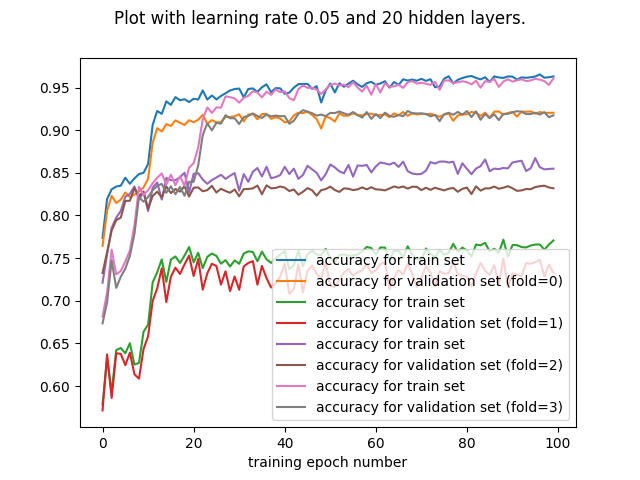 Plot with learning rate 0.05 and 20 hidden layers.
0.95
0.90
0.85
0.80
0.75
0.70
0.65
0.60
accuracy for train set
accuracy for validation set (fold=0)
accuracy for train set
accuracy for validation set (fold=1)
accuracy for train set
accuracy for validation set (fold=2)
accuracy for train set
accuracy for validation set (fold=3)
0 20 40 60 80 100
training epoch number